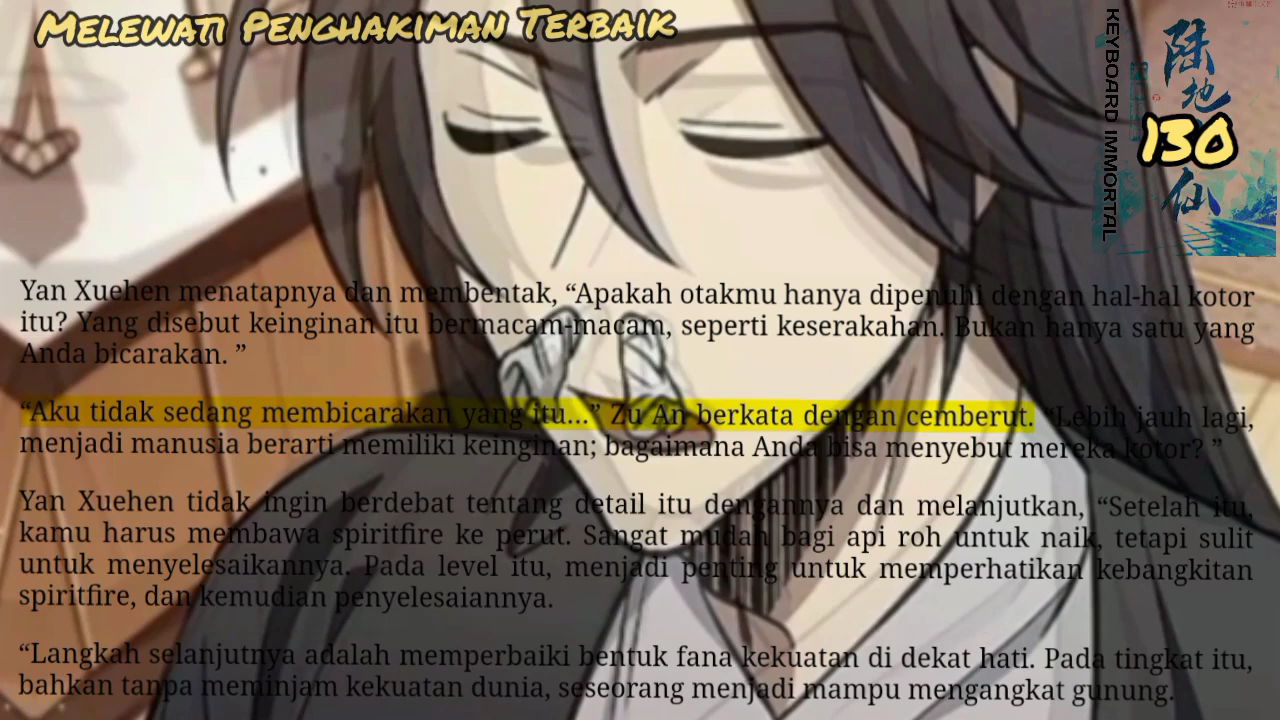 Melewati Penghakiman Terbaik
KEYBOARD IMMORTAL
陆地
仙
130
Yan Xuehen menatapnya dan membentak, “Apakah otakmu hanya dipenuhi dengan hal-hal kotor
itu? Yang disebut keinginan itu bermacam-macam, seperti keserakahan. Bukan hanya satu yang
Anda bicarakan. ”
“Aku tidak sedang membicarakan yang itu...” Zu An berkata dengan cemberut. “Lebih jauh lagi,
menjadi manusia berarti memiliki keinginan; bagaimana Anda bisa menyebut mereka kotor? ”
Yan Xuehen tidak ingin berdebat tentang detail itu dengannya dan melanjutkan, “Setelah itu,
kamu harus membawa spiritfire ke perut. Sangat mudah bagi api roh untuk naik, tetapi sulit
untuk menyelesaikannya. Pada level itu, menjadi penting untuk memperhatikan kebangkitan
spiritfire, dan kemudian penyelesaiannya.
“Langkah selanjutnya adalah memperbaiki bentuk fana kekuatan di dekat hati. Pada tingkat itu,
bahkan tanpa meminjam kekuatan dunia, seseorang menjadi mampu mengangkat gunung.